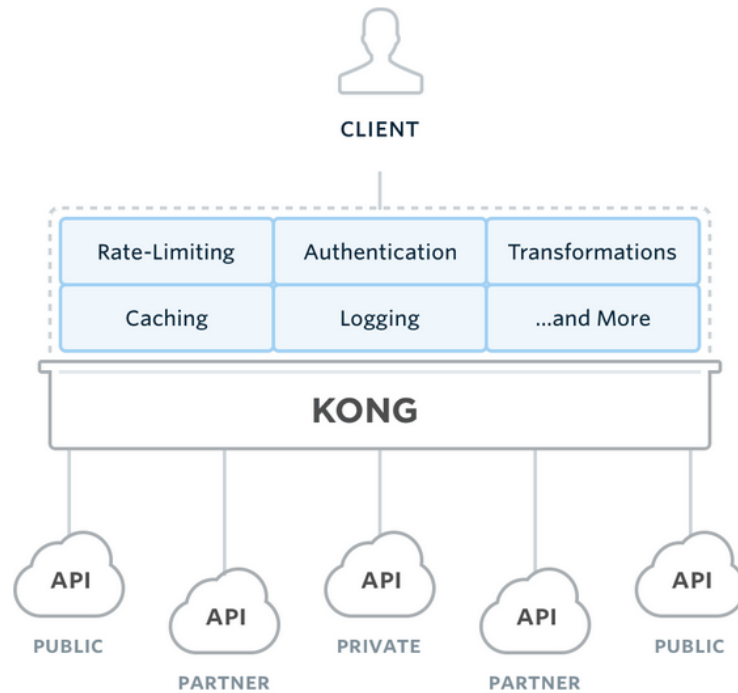 CLIENT
Rate-Limiting Authentication Transformations
Caching Logging ...and More
KONG
API API API
API API
PUBLIC PRIVATE PUBLIC
PARTNER PARTNER